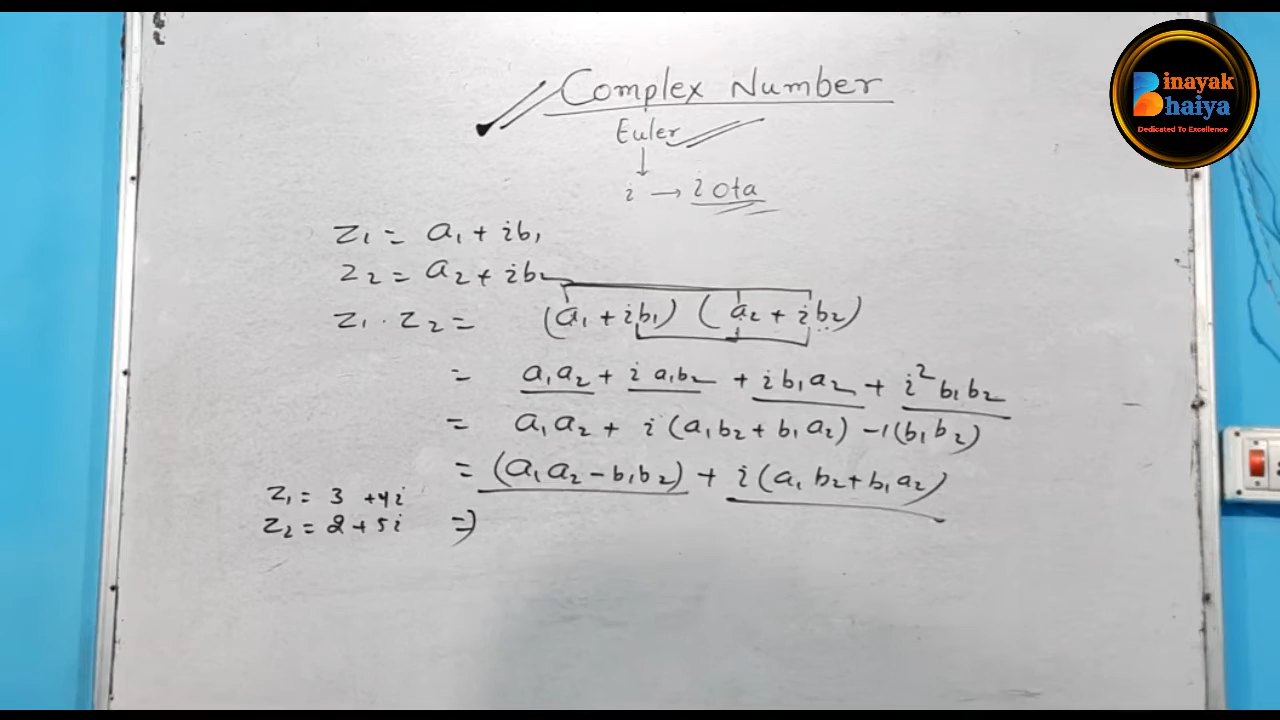 Complex Number
Euler
↓
i → iota
z₁ = a₁ + ib₁
z₂ = a₂ + ib₂
z₁ . z₂ = (a₁ + ib₁) (a₂ + ib₂)
= a₁a₂ + i a₁b₂ + ib₁a₂ + i² b₁b₂
= a₁a₂ + i (a₁b₂ + b₁a₂) -1(b₁b₂)
= (a₁a₂ - b₁b₂) + i(a₁b₂ + b₁a₂)
z₁ = 3 + 4i
z₂ = 2 + 5i ⇒
Binayak
Bhaiya
Dedicated To Excellence